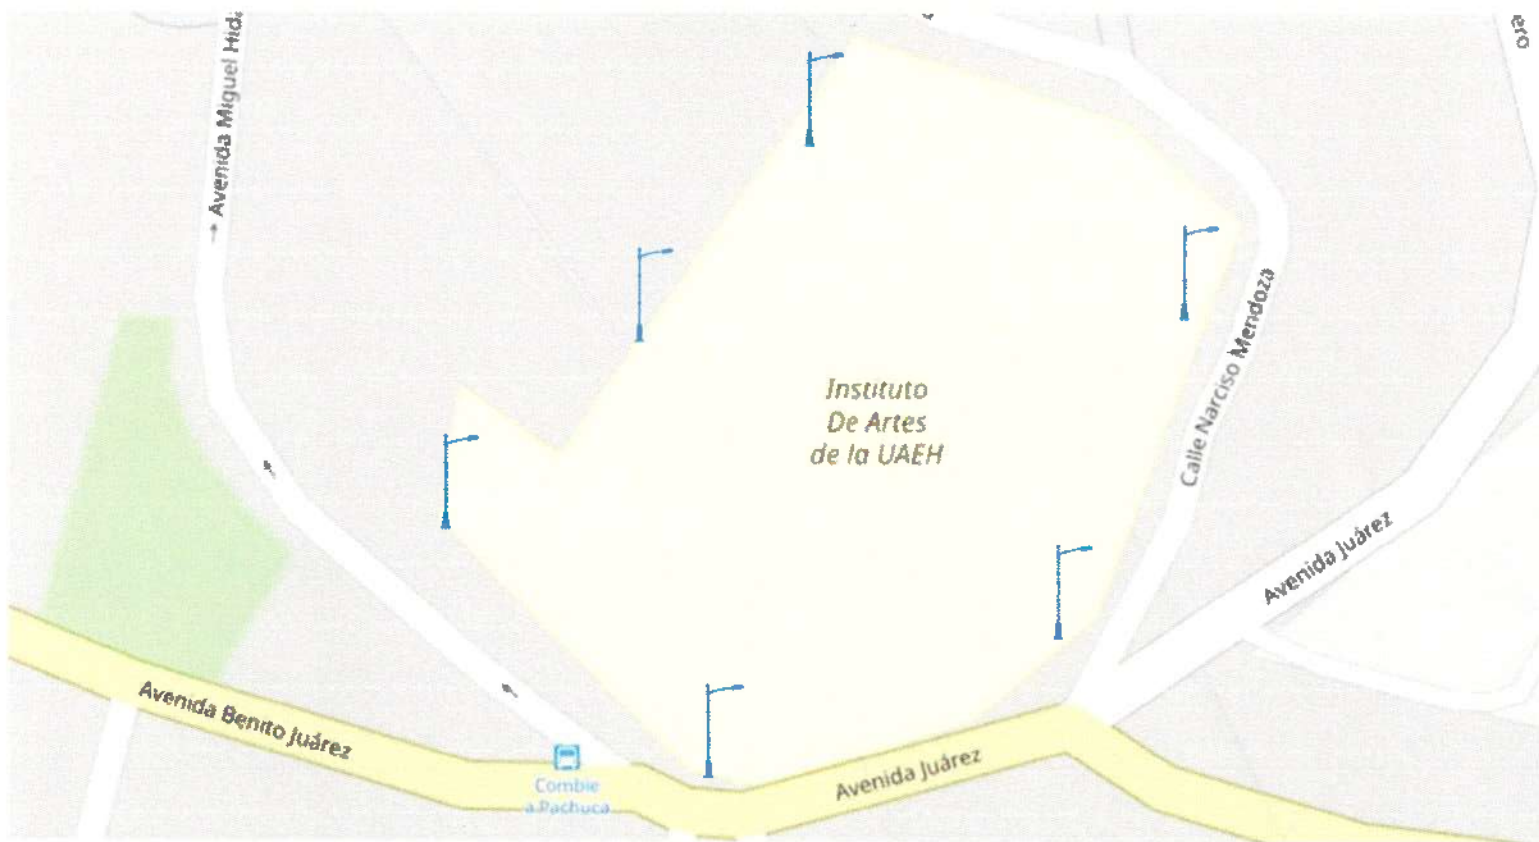 Avenida Miguel Hid
ero
Instituto
De Artes
de la UAEH
Calle Narciso Mendoza
Avenida Juárez
Avenida Benito Juárez
Avenida Juárez
Combie
a Pachuca